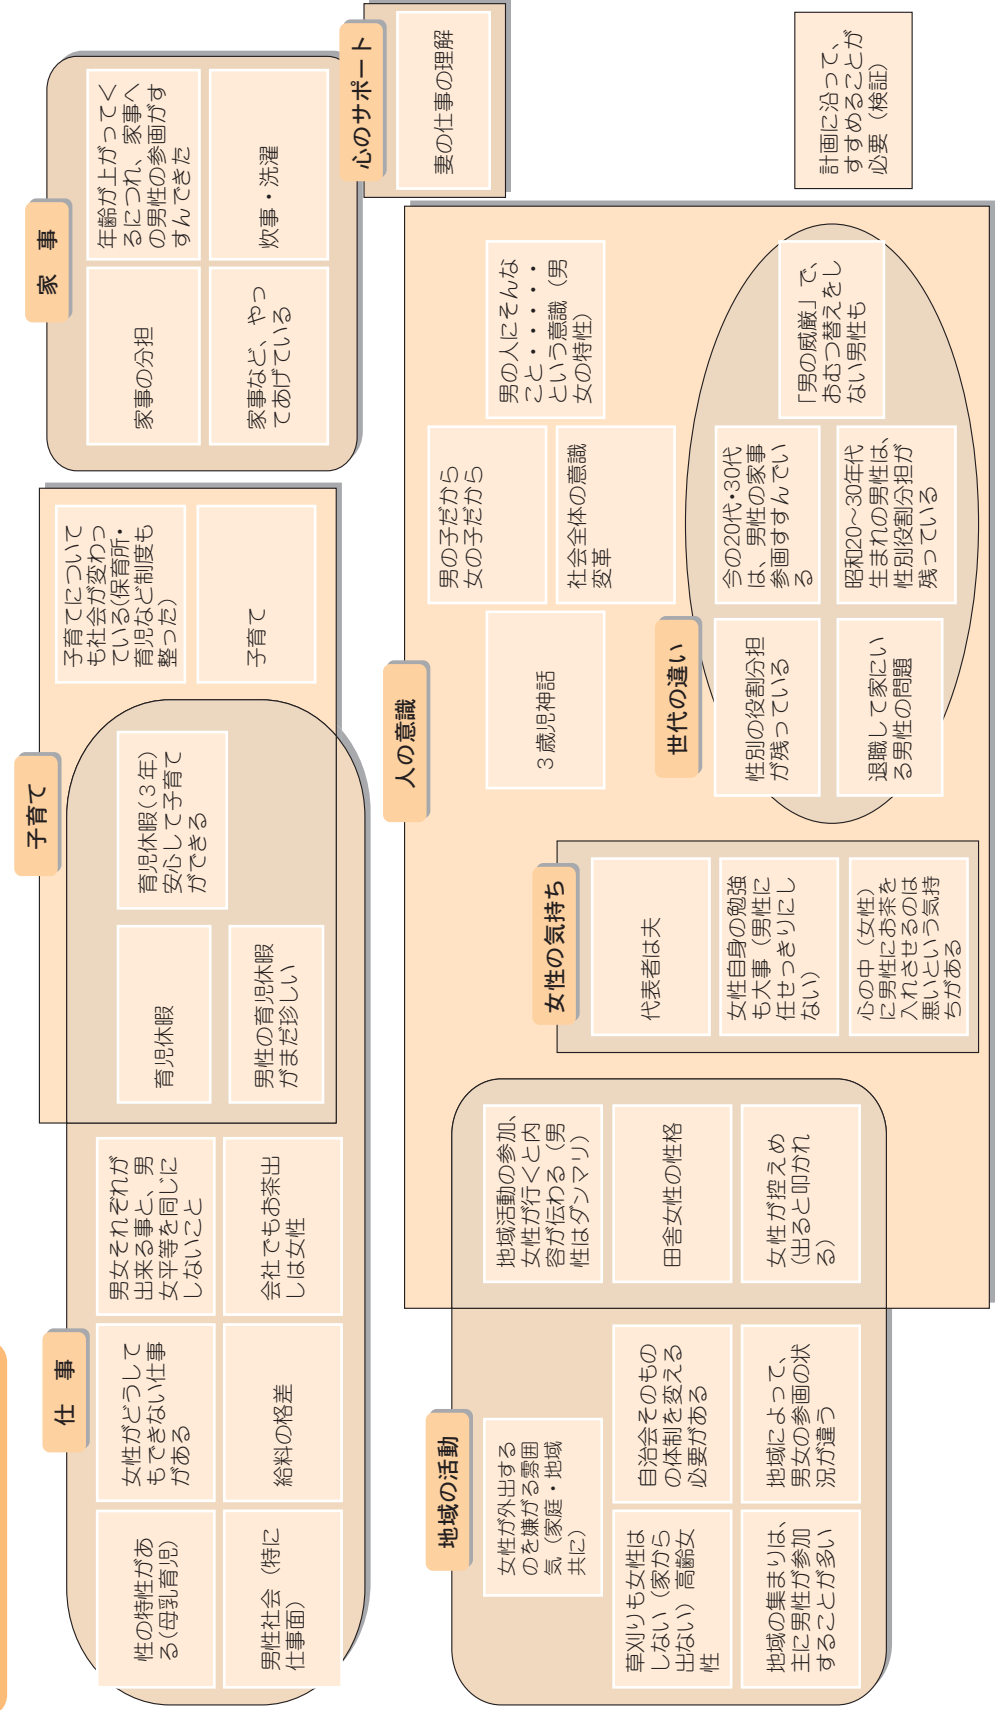 仕　事
性の特性があ
る(母乳育児)
女性がどうして
もできない仕事
がある
男女それぞれが
出来る事と、男
女平等を同じに
しないこと
男性社会（特に
仕事面）
給料の格差
会社でもお茶出
しは女性
子育て
育児休暇
男性の育児休暇
がまだ珍しい
育児休暇(３年)
安心して子育て
ができる
子育てについて
も社会が変わっ
ている(保育所・
育児など制度も
整った)
子育て
家　事
家事の分担
年齢が上がってく
るにつれ、家事へ
の男性の参画がす
すんできた
家事など、やっ
てあげている
炊事・洗濯
心のサポート
妻の仕事の理解
地域の活動
女性が外出する
のを嫌がる雰囲
気（家庭・地域
共に）
草刈りも女性は
しない（家から
出ない）高齢女
性
自治会そのもの
の体制を変える
必要がある
地域の集まりは、
主に男性が参加
することが多い
地域によって、
男女の参画の状
況が違う
地域活動の参加、
女性が行くと内
容が伝わる（男
性はダンマリ）
田舎女性の性格
女性が控えめ
(出ると叩かれ
る）
人の意識
女性の気持ち
代表者は夫
女性自身の勉強
も大事（男性に
任せっきりにし
ない）
心の中（女性）
に男性にお茶を
入れさせるのは
悪いという気持
ちがある
３歳児神話
男の子だから
女の子だから
社会全体の意識
変革
男の人にそんな
こと・・・・・
という意識（男
女の特性）
世代の違い
性別の役割分担
が残っている
今の20代・30代
は、男性の家事
参画すすんでい
る
退職して家にい
る男性の問題
昭和20～30年代
生まれの男性は、
性別役割分担が
残っている
「男の威厳」で、
おむつ替えをし
ない男性も
計画に沿って、
すすめることが
必要（検証）